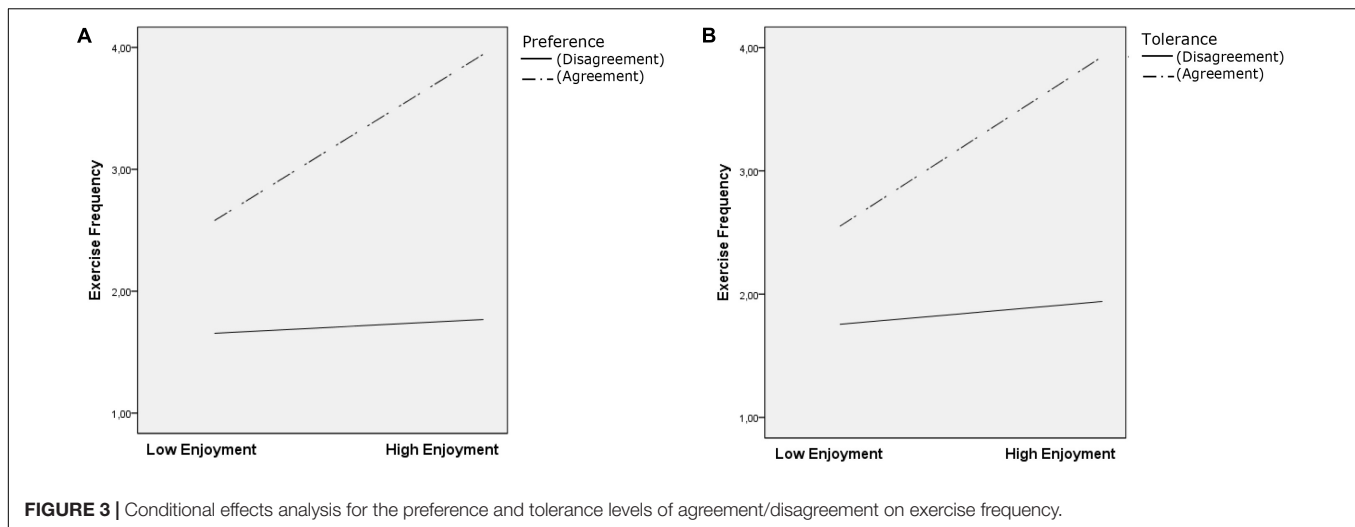 A
Preference
(Disagreement)
(Agreement)
4,00
3,00
2,00
1,00
Exercise Frequency
Low Enjoyment High Enjoyment
B
Tolerance
(Disagreement)
(Agreement)
4,00
3,00
2,00
1,00
Exercise Frequency
Low Enjoyment High Enjoyment
FIGURE 3 | Conditional effects analysis for the preference and tolerance levels of agreement/disagreement on exercise frequency.